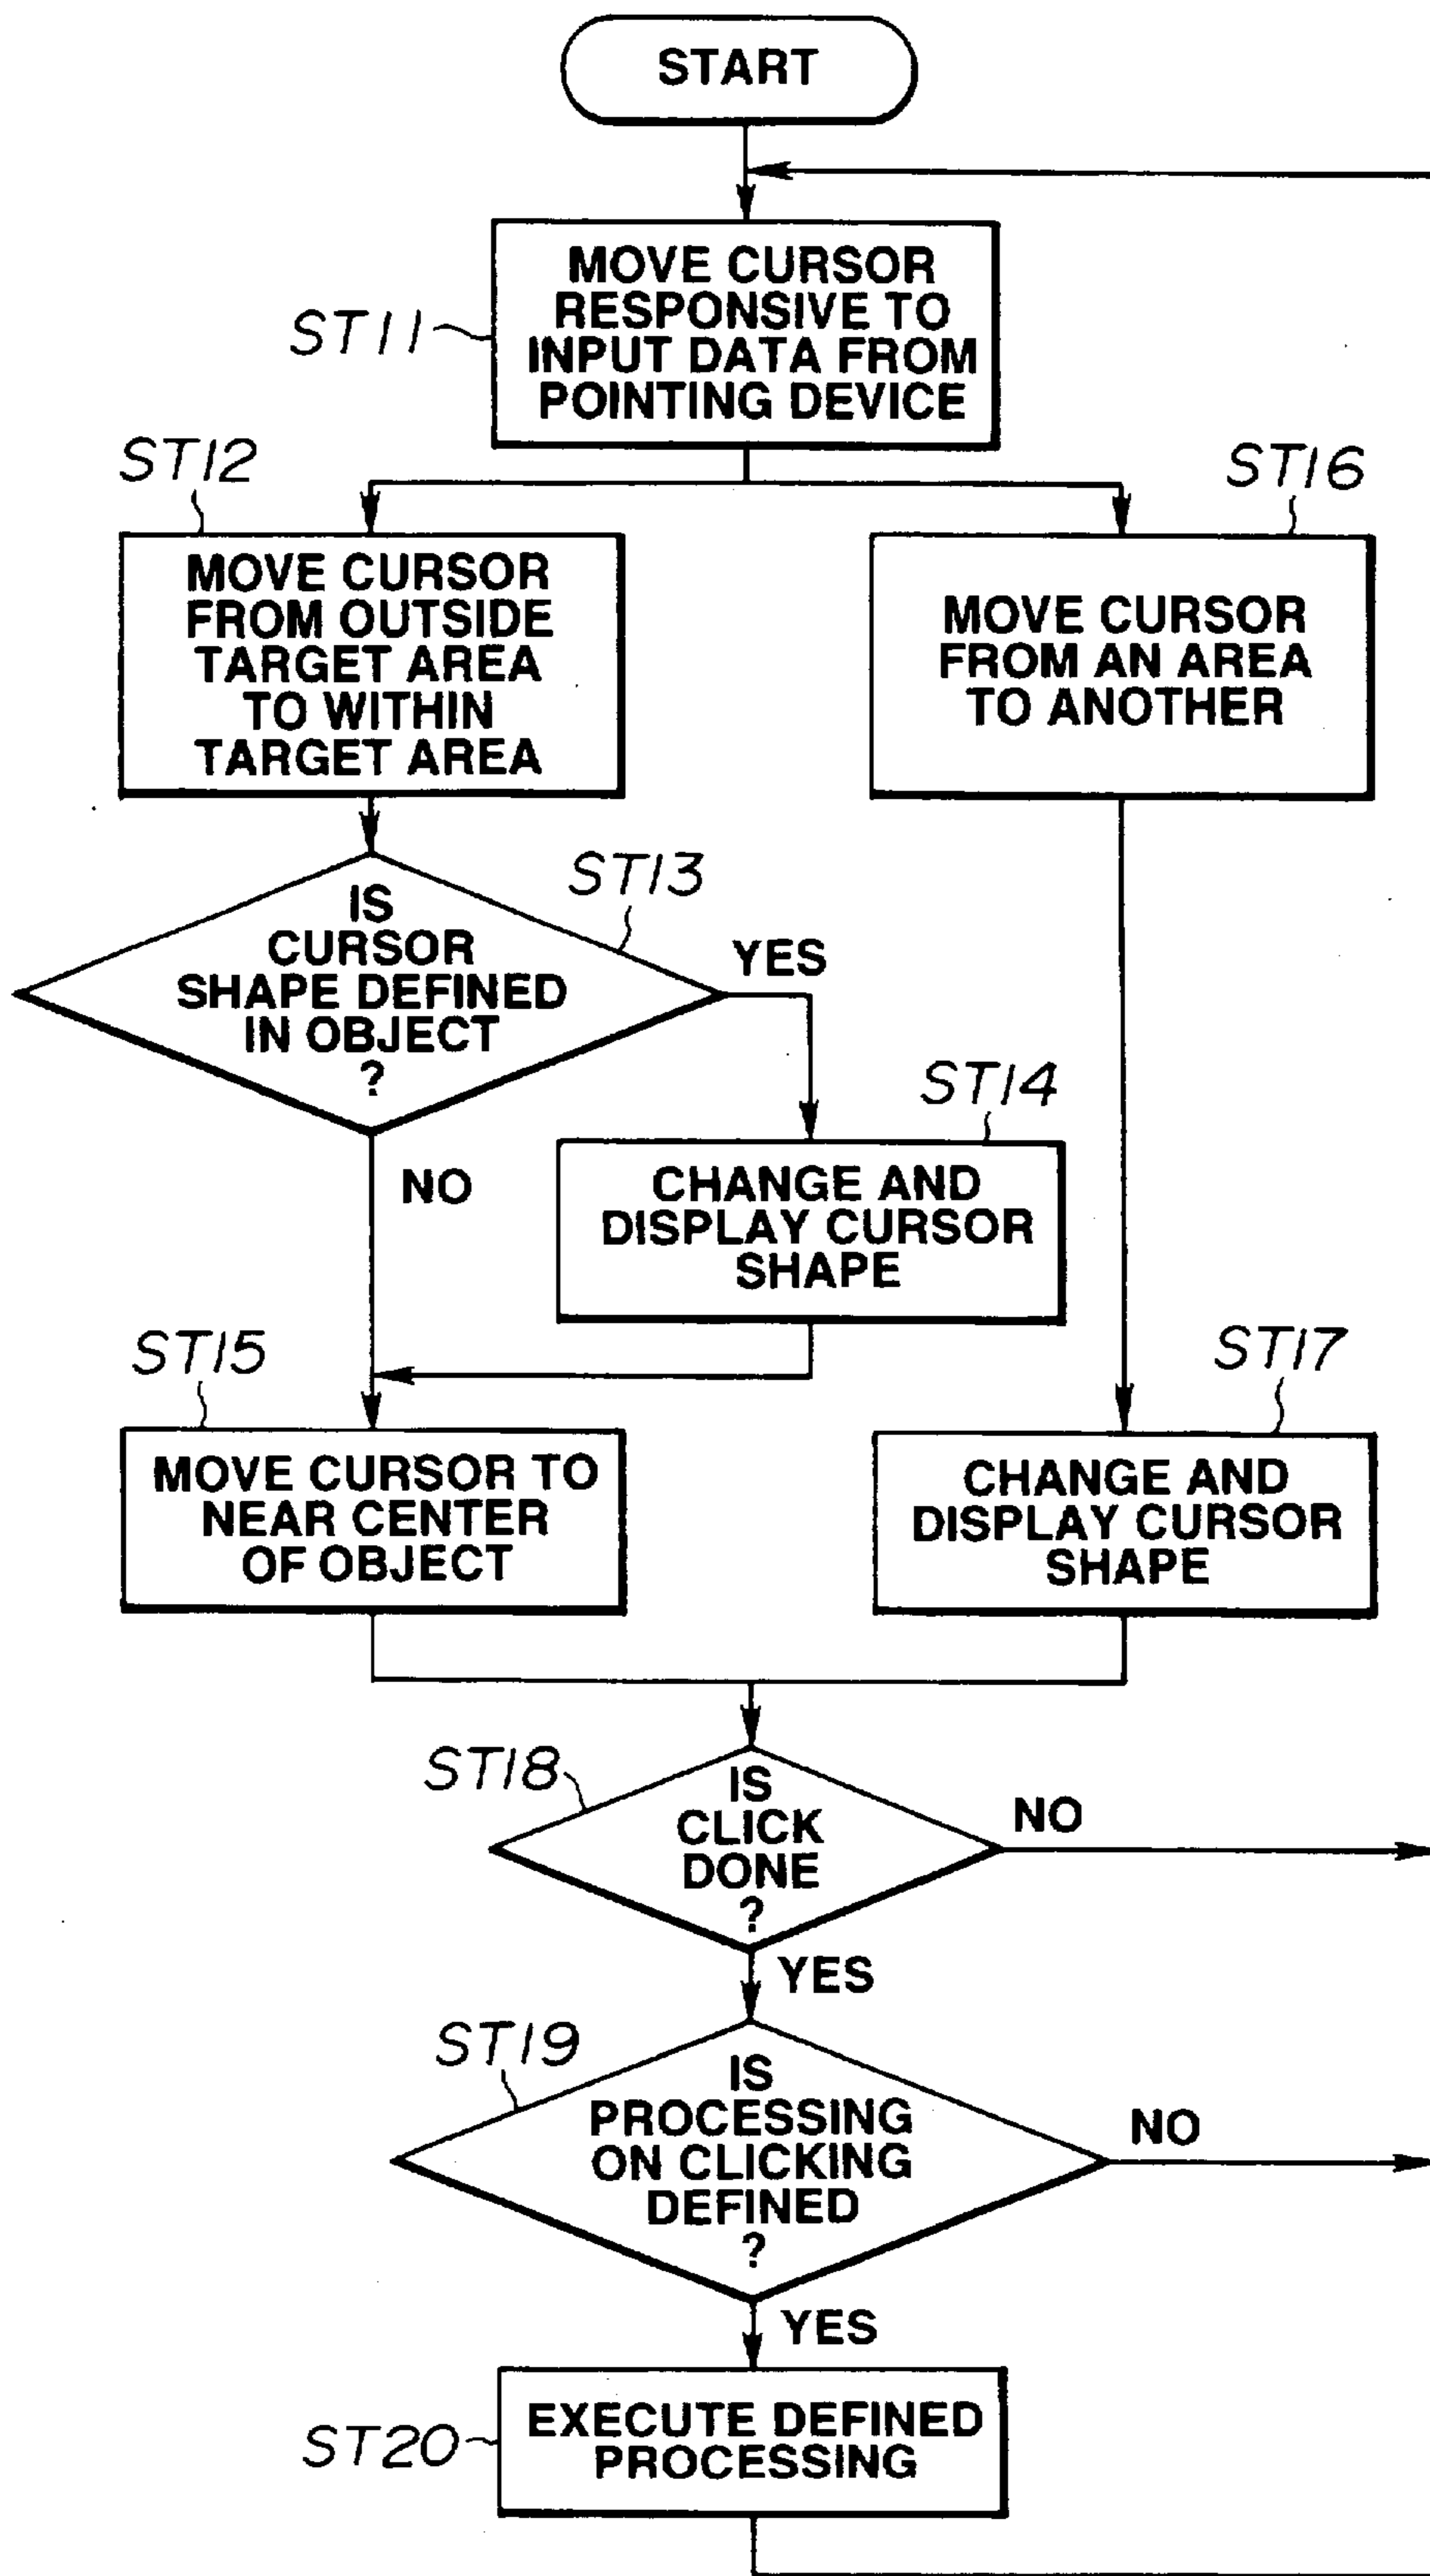 START
MOVE CURSOR
RESPONSIVE TO
INPUT DATA FROM
POINTING DEVICE
ST11
ST12
MOVE CURSOR
FROM OUTSIDE
TARGET AREA
TO WITHIN
TARGET AREA
ST16
MOVE CURSOR
FROM AN AREA
TO ANOTHER
ST13
IS
CURSOR
SHAPE DEFINED
IN OBJECT
?
YES
NO
ST14
CHANGE AND
DISPLAY CURSOR
SHAPE
ST15
MOVE CURSOR TO
NEAR CENTER
OF OBJECT
ST17
CHANGE AND
DISPLAY CURSOR
SHAPE
ST18
IS
CLICK
DONE
?
NO
YES
ST19
IS
PROCESSING
ON CLICKING
DEFINED
?
NO
YES
ST20
EXECUTE DEFINED
PROCESSING